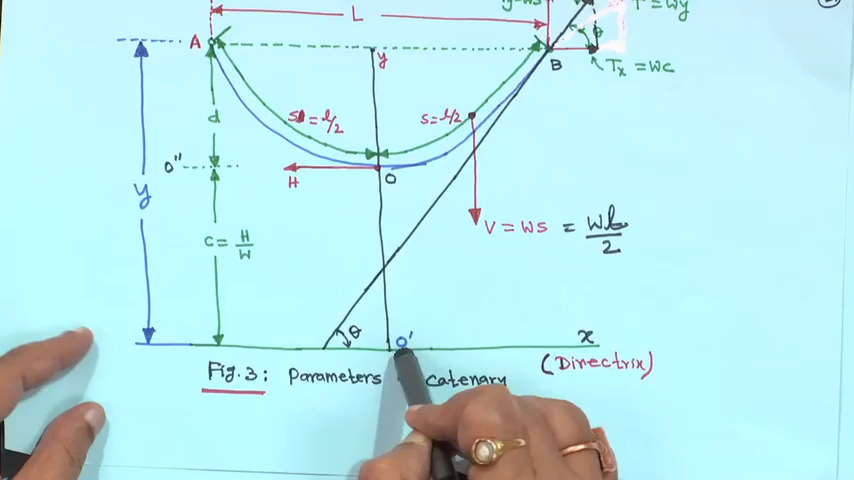 L
T = wy
A
y
B
Tx = WC
θ
d
S = l/2
S = l/2
O"
H
O
y
V = WS = Wl/2
C = H/W
θ
O'
x
(Directrix)
Fig.3: Parameters catenary